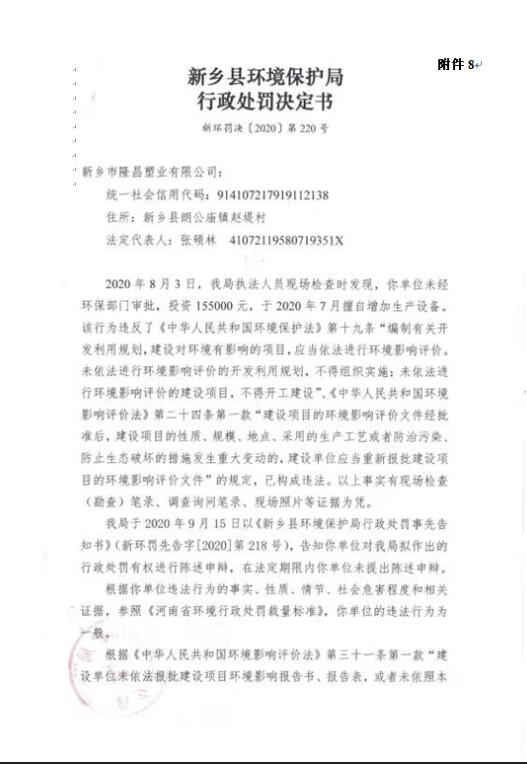 附件 8
新乡县环境保护局
行政处罚决定书
新环罚决〔2020〕第 220 号
新乡市隆昌塑业有限公司：
统一社会信用代码：914107217919112138
住所：新乡县朗公庙镇赵堤村
法定代表人：张硕林 41072119580719351X
2020 年 8 月 3 日，我局执法人员现场检查时发现，你单位未经
环保部门审批，投资 155000 元，于 2020 年 7 月擅自增加生产设备。
该行为违反了《中华人民共和国环境保护法》第十九条“编制有关开
发利用规划，建设对环境有影响的项目，应当依法进行环境影响评价。
未依法进行环境影响评价的开发利用规划，不得组织实施；未依法进
行环境影响评价的建设项目，不得开工建设”、《中华人民共和国环境
影响评价法》第二十四条第一款“建设项目的环境影响评价文件经批
准后，建设项目的性质、规模、地点、采用的生产工艺或者防治污染、
防止生态破坏的措施发生重大变动的，建设单位应当重新报批建设项
目的环境影响评价文件”的规定，已构成违法。以上事实有现场检查
（勘查）笔录、调查询问笔录、现场照片等证据为凭。
我局于 2020 年 9 月 15 日以《新乡县环境保护局行政处罚事先告
知书》（新环罚先告字[2020]第 218 号），告知你单位对我局拟作出的
行政处罚有权进行陈述申辩，在法定期限内你单位未提出陈述申辩。
根据你单位违法行为的事实、性质、情节、社会危害程度和相关
证据，参照《河南省环境行政处罚裁量标准》，你单位的违法行为为
一般。
根据《中华人民共和国环境影响评价法》第三十一条第一款“建
设单位未依法报批建设项目环境影响报告书、报告表，或者未依照本